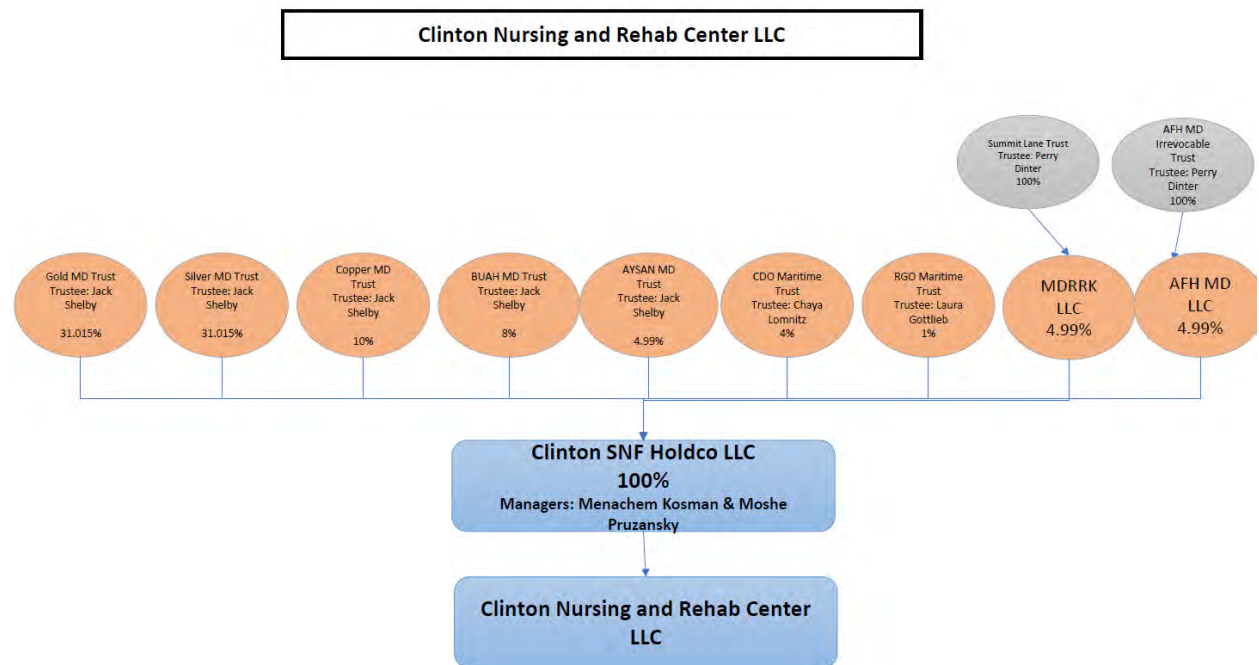 Clinton Nursing and Rehab Center LLC
Summit Lane Trust
Trustee: Perry
Dinter
100%
AFH MD
Irrevocable
Trust
Trustee: Perry
Dinter
100%
Gold MD Trust
Trustee: Jack
Shelby
31.015%
Silver MD Trust
Trustee: Jack
Shelby
31.015%
Copper MD
Trust
Trustee: Jack
Shelby
10%
BUAH MD Trust
Trustee: Jack
Shelby
8%
AYSAN MD
Trust
Trustee: Jack
Shelby
4.99%
CDO Maritime
Trust
Trustee: Chaya
Lomnitz
4%
RGO Maritime
Trust
Trustee: Laura
Gottlieb
1%
MDRRK
LLC
4.99%
AFH MD
LLC
4.99%
Clinton SNF Holdco LLC
100%
Managers: Menachem Kosman & Moshe
Pruzansky
Clinton Nursing and Rehab Center
LLC